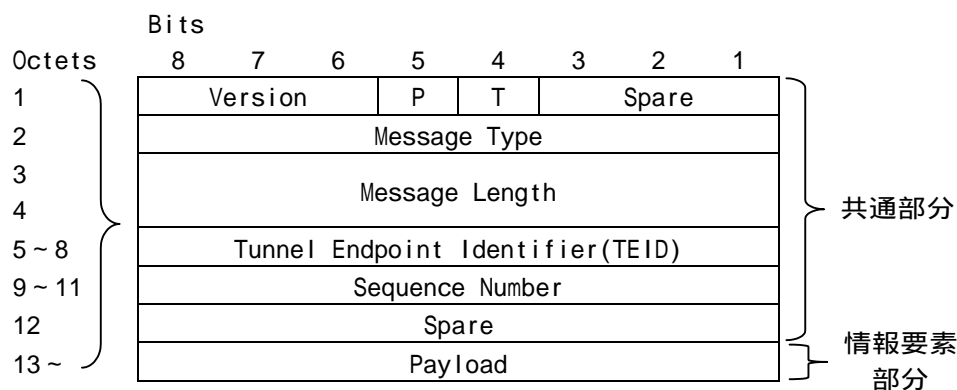 Bits
Octets 8 7 6 5 4 3 2 1
1 Version P T Spare
2 Message Type
3
Message Length
4
共通部分
5~8 Tunnel Endpoint Identifier(TEID)
9~11 Sequence Number
12 Spare
13~ Payload
情報要素
部分